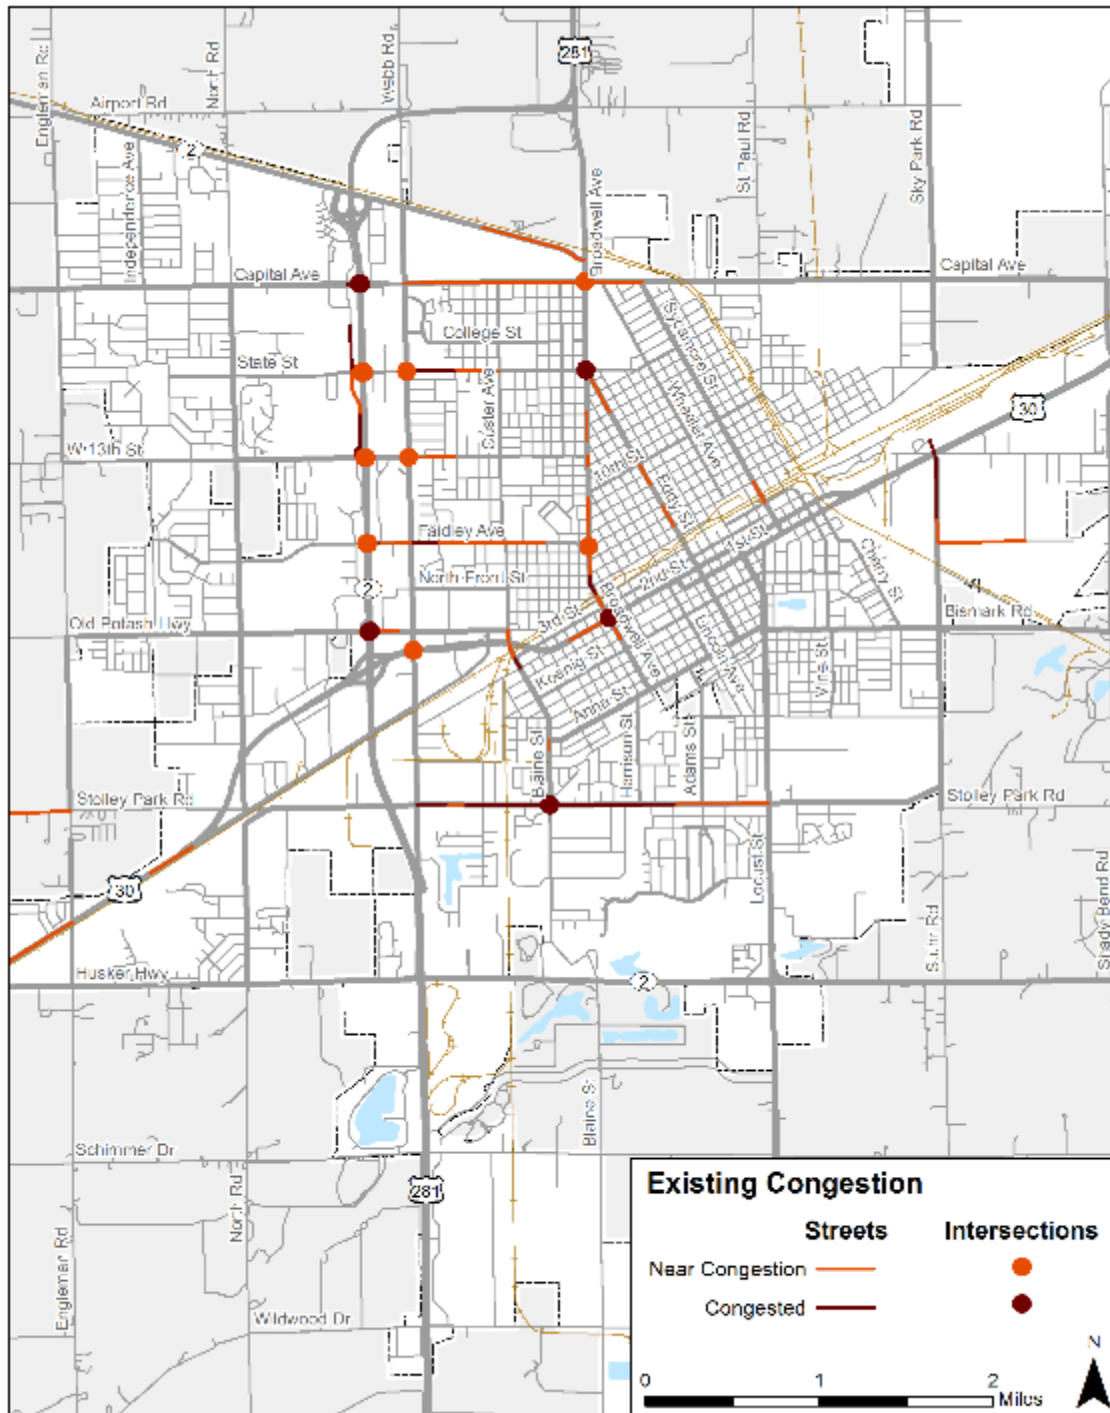 281
Engleman Rd
North Rd
Webb Rd
Airport Rd
2
Independence Ave
St Paul Rd
Sky Park Rd
Broadwell Ave
Capital Ave
Capital Ave
College St
Sycamore St
State St
Custer Ave
Wheeler Ave
30
W 13th St
10th St
Eddy St
Faidley Ave
1st St
2nd St
Cherry St
North Front St
2
3rd St
Broadwell Ave
Bismark Rd
Old Potash Hwy
Lincoln Ave
Koenig St
Vine St
Anna St
Blaine St
Harrison St
Adams St
Stolley Park Rd
Stolley Park Rd
Locust St
30
Shady Bend Rd
Husker Hwy
2
Blaine St
Schimmer Dr
North Rd
281
Engleman Rd
Wildwood Dr
Existing Congestion
Streets Intersections
Near Congestion
Congested
N
0 1 2
Miles